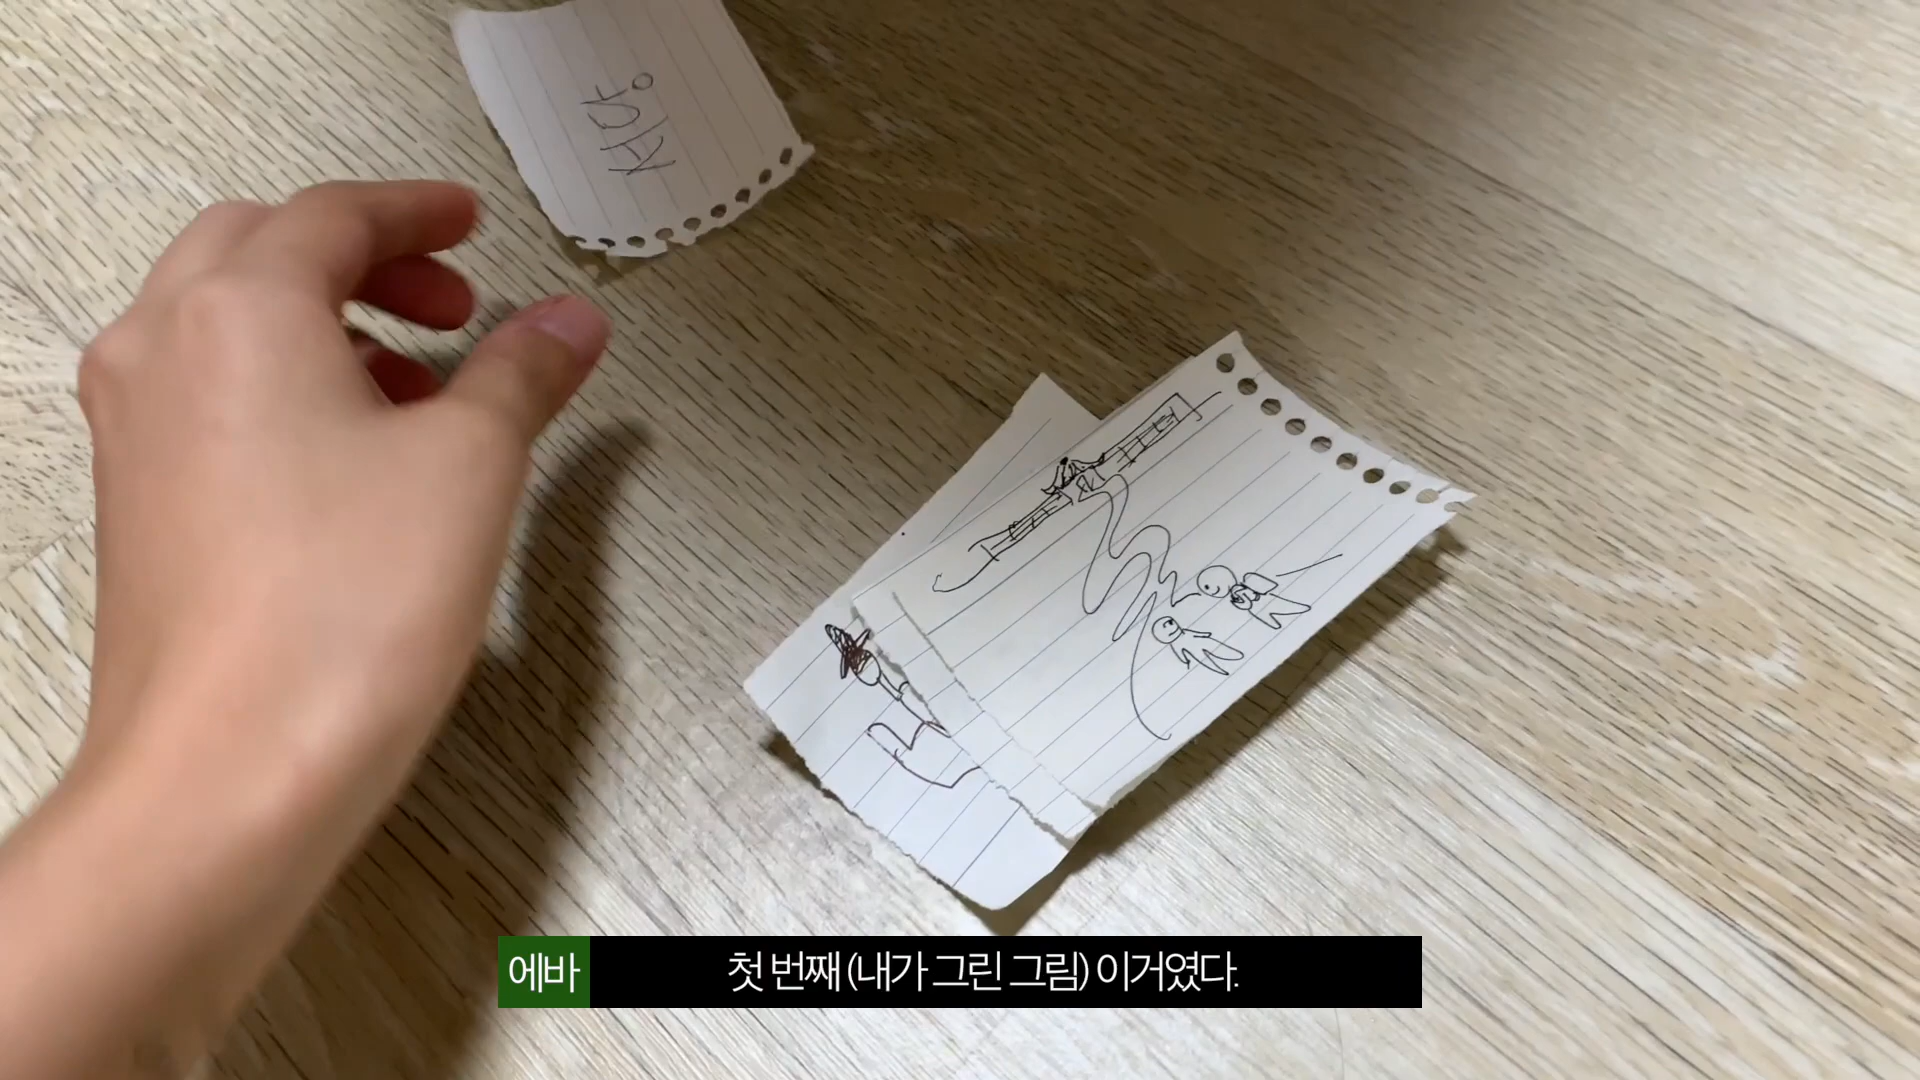 에바 첫 번째 (내가 그린 그림) 이거였다.